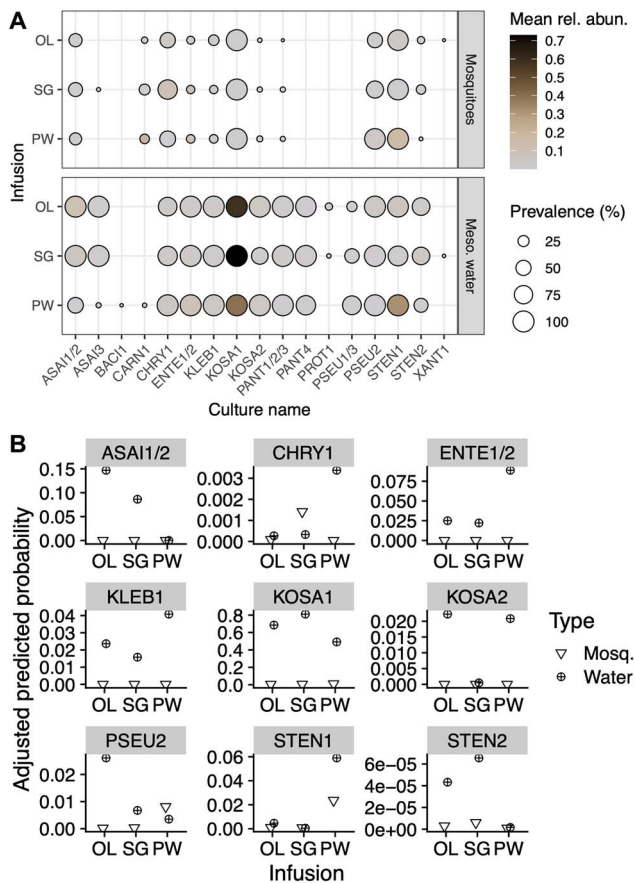 A
Infusion
OL
SG
PW
Mosquitoes
OL
SG
PW
Meso. water
ASAI1/2
ASAI3
BACI1
CARN1
CHRY1
ENTE1/2
KLEB1
KOSA1
KOSA2
PANT1/2/3
PANT4
PROT1
PSEU1/3
PSEU2
STEN1
STEN2
XANT1
Culture name
Mean rel. abun.
0.7
0.6
0.5
0.4
0.3
0.2
0.1
Prevalence (%)
25
50
75
100
B
Adjusted predicted probability
ASAI1/2
0.15
0.10
0.05
0.00
OL SG PW
CHRY1
0.003
0.002
0.001
0.000
OL SG PW
ENTE1/2
0.075
0.050
0.025
0.000
OL SG PW
KLEB1
0.04
0.03
0.02
0.01
0.00
OL SG PW
KOSA1
0.8
0.6
0.4
0.2
0.0
OL SG PW
KOSA2
0.020
0.015
0.010
0.005
0.000
OL SG PW
PSEU2
0.02
0.01
0.00
OL SG PW
STEN1
0.06
0.04
0.02
0.00
OL SG PW
STEN2
6e-05
4e-05
2e-05
0e+00
OL SG PW
Infusion
Type
Mosq.
Water